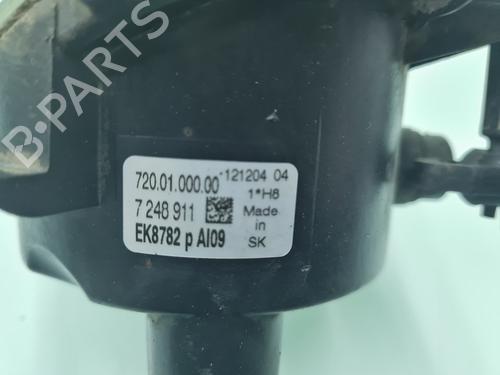 B-PARTS
720.01.000.00 -121204 04
1*H8
7 248 911 Made
in
EK8782 p AI09 SK